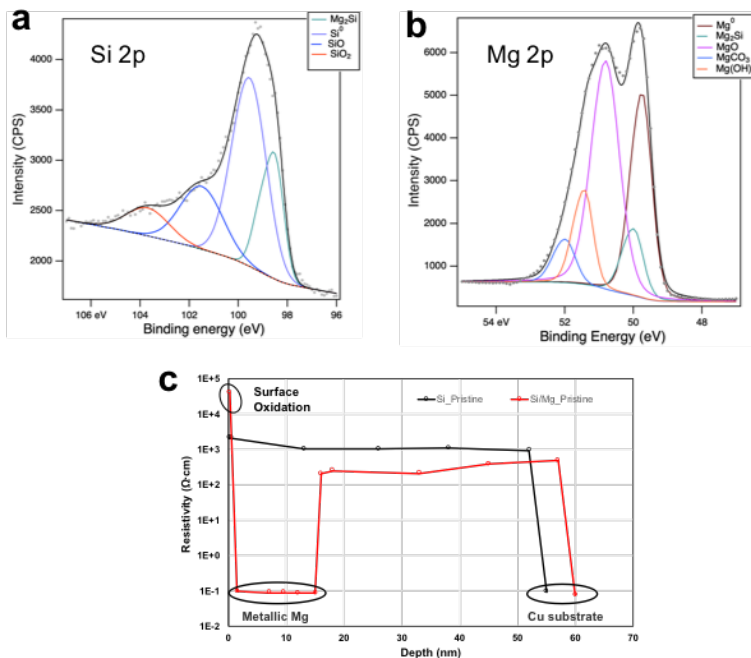 a
Si 2p
Mg₂Si
Si⁰
SiO
SiO₂
4000
3500
3000
2500
2000
Intensity (CPS)
106 eV 104 102 100 98 96
Binding energy (eV)
b
Mg 2p
Mg⁰
Mg₂Si
MgO
MgCO₃
Mg(OH)
6000
5000
4000
3000
2000
1000
Intensity (CPS)
54 eV 52 50 48
Binding Energy (eV)
c
Surface
Oxidation
Si_Pristine
Si/Mg_Pristine
1E+5
1E+4
1E+3
1E+2
1E+1
1E+0
1E-1
1E-2
Resistivity (Ω·cm)
Metallic Mg
Cu substrate
0 10 20 30 40 50 60 70
Depth (nm)